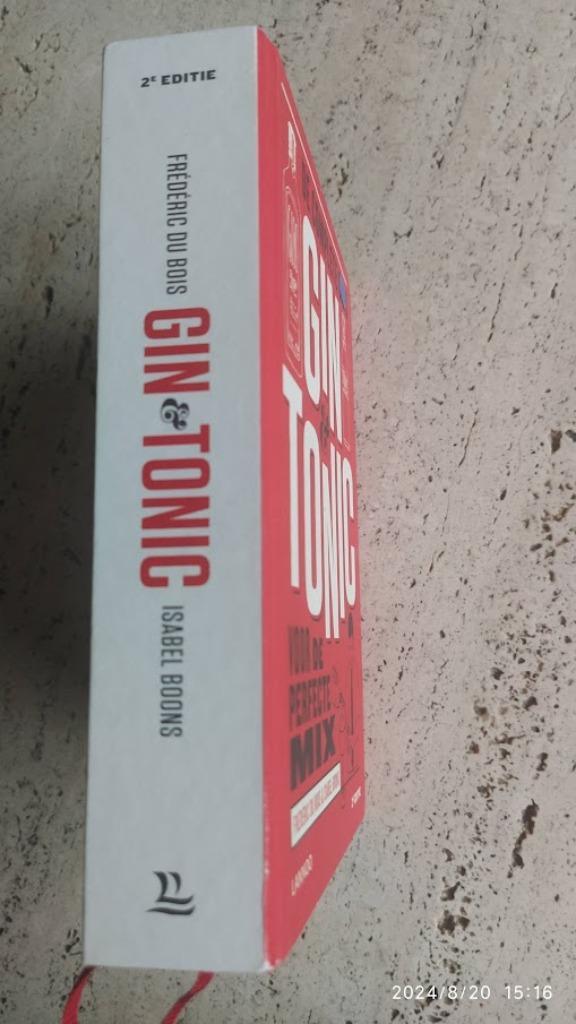 2E EDITIE
FRÉDÉRIC DU BOIS
GIN & TONIC
ISABEL BOONS
GIN
&
TONIC
VOOR DE
PERFECTE
MIX
LANNOO
2024/8/20 15:16